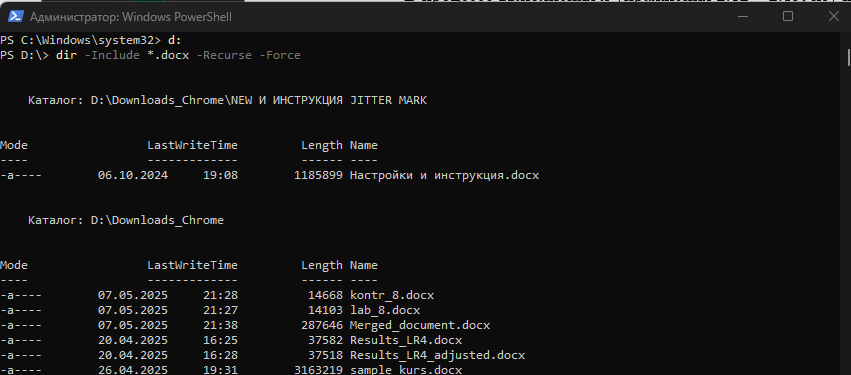 Администратор: Windows PowerShell
PS C:\Windows\system32> d:
PS D:\> dir -Include *.docx -Recurse -Force
Каталог: D:\Downloads_Chrome\NEW И ИНСТРУКЦИЯ JITTER MARK
Mode LastWriteTime Length Name
---- ------------- ------ ----
-a---- 06.10.2024 19:08 1185899 Настройки и инструкция.docx
Каталог: D:\Downloads_Chrome
Mode LastWriteTime Length Name
---- ------------- ------ ----
-a---- 07.05.2025 21:28 14668 kontr_8.docx
-a---- 07.05.2025 21:27 14103 lab_8.docx
-a---- 07.05.2025 21:38 287646 Merged_document.docx
-a---- 20.04.2025 16:25 37582 Results_LR4.docx
-a---- 20.04.2025 16:28 37518 Results_LR4_adjusted.docx
-a---- 26.04.2025 19:31 3163219 sample_kurs.docx